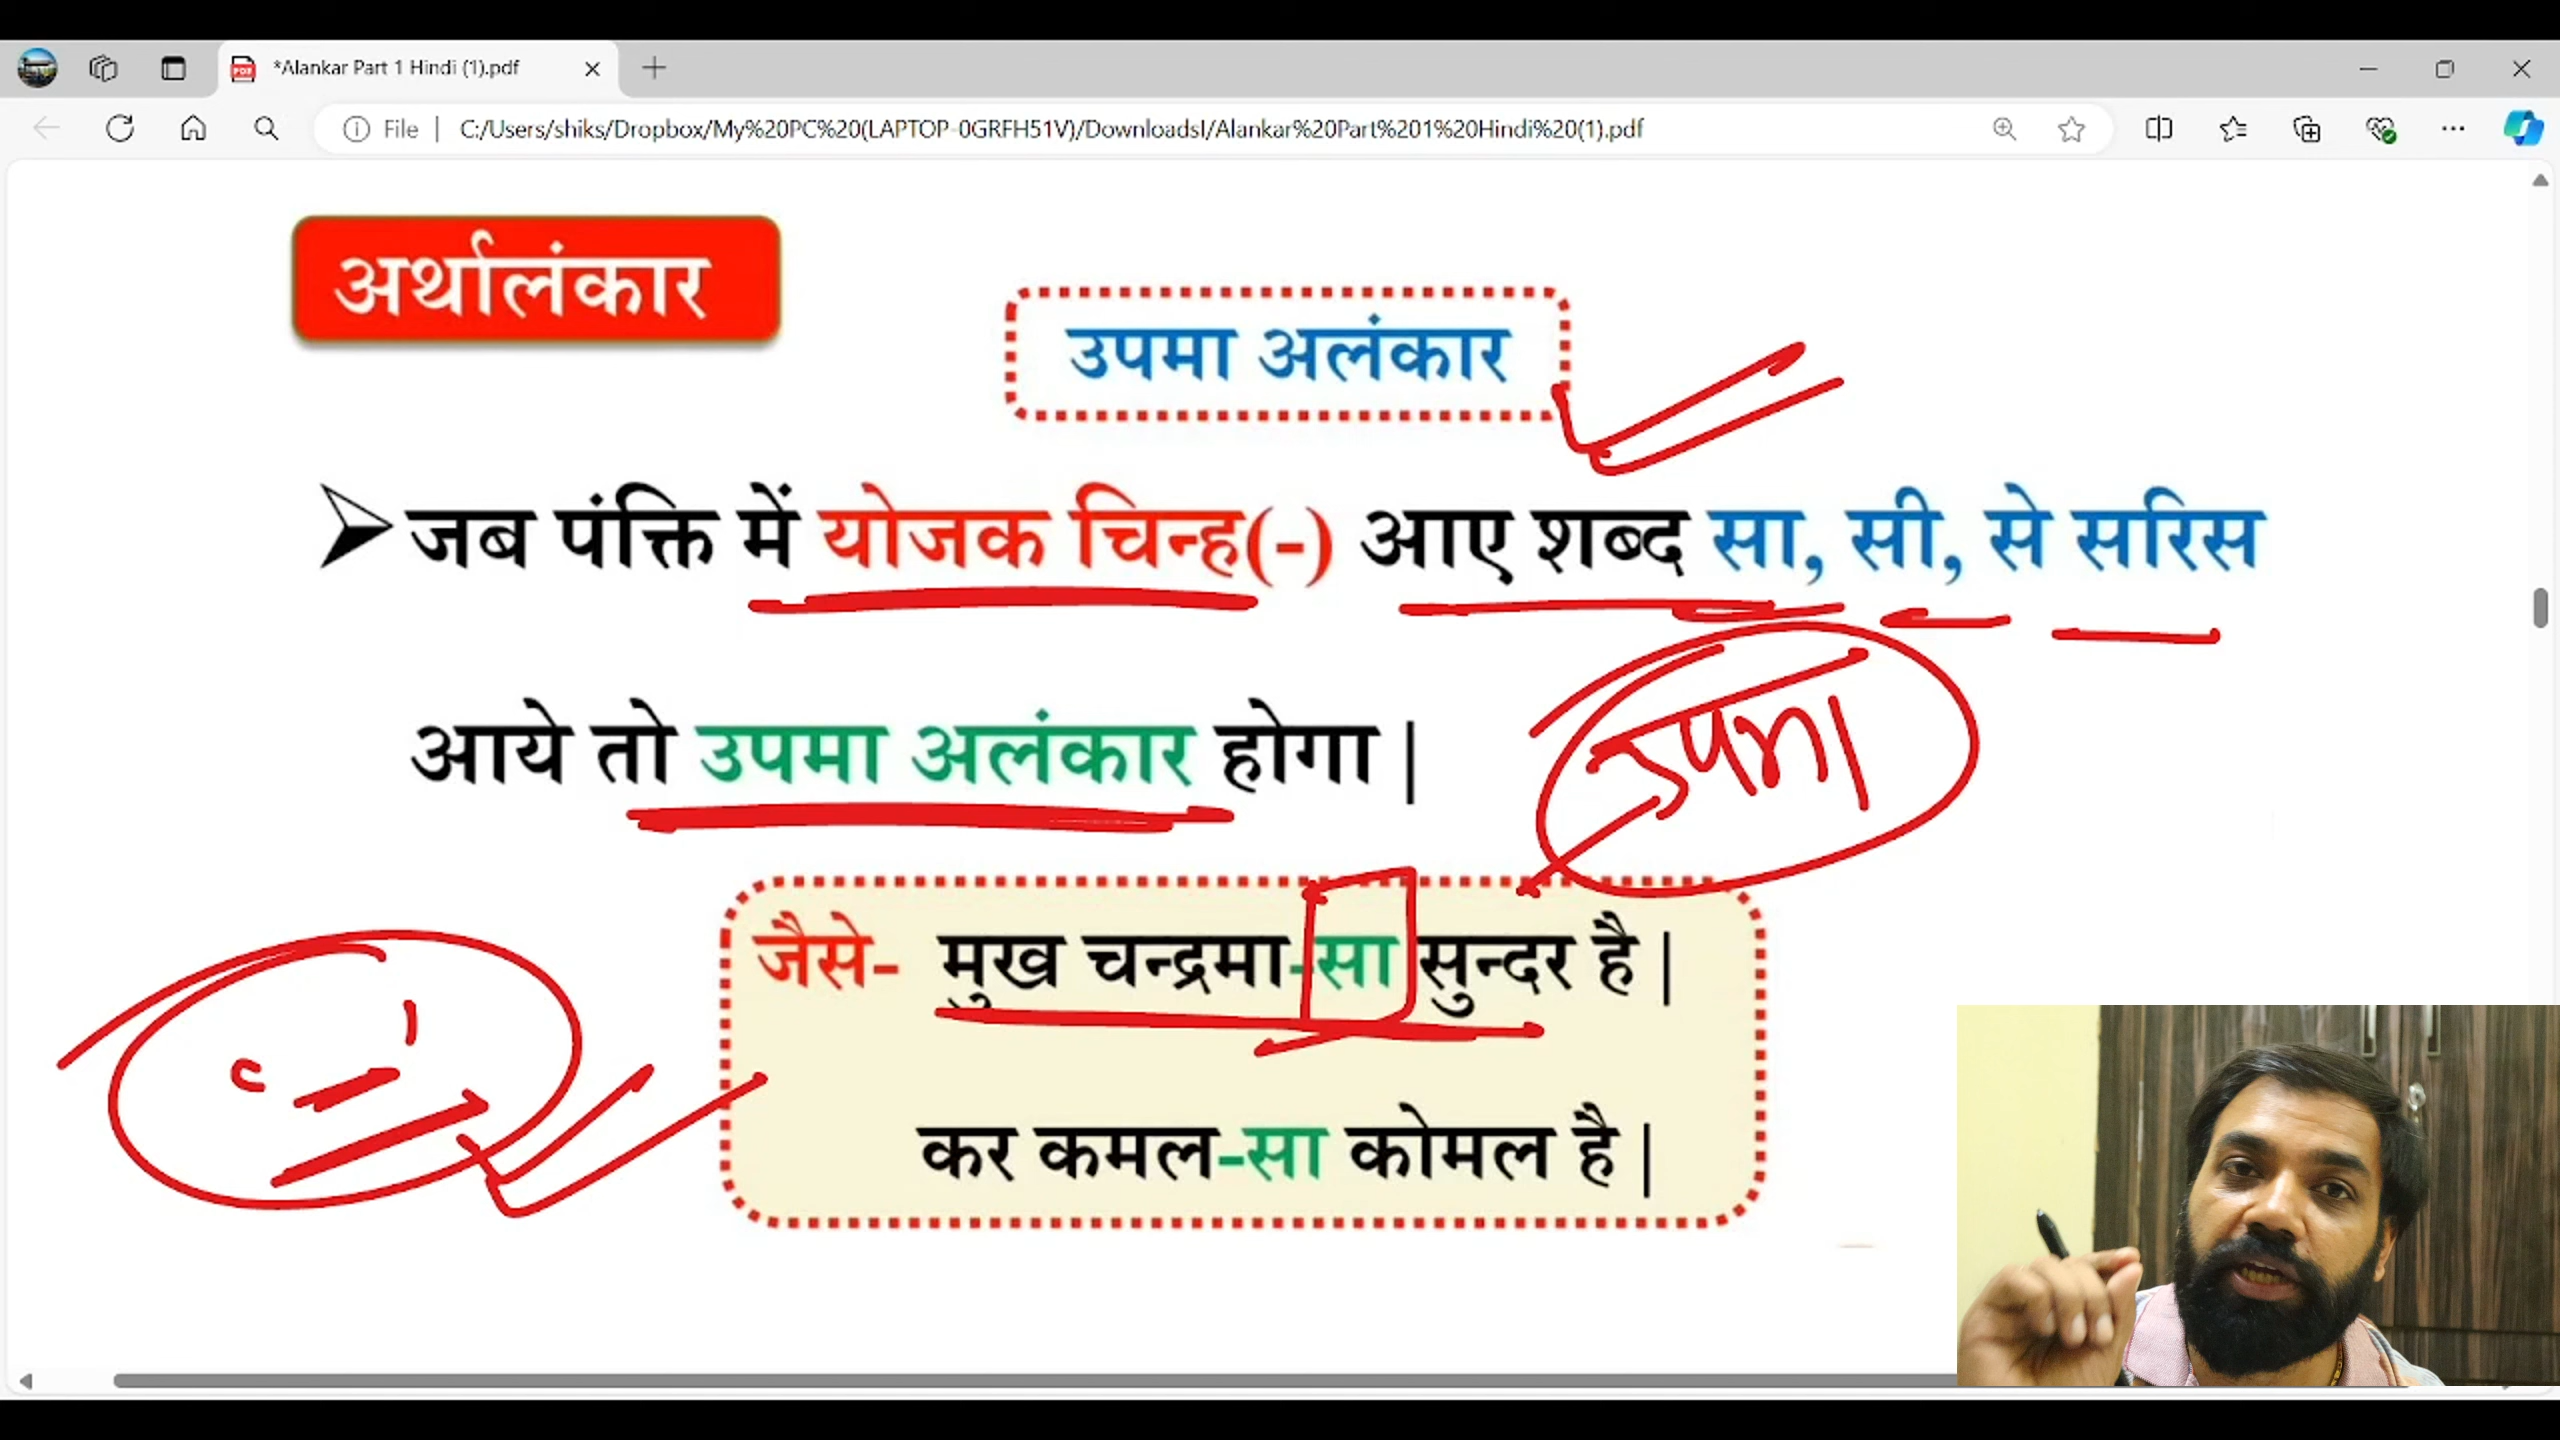 *Alankar Part 1 Hindi (1).pdf
File | C:/Users/shiks/Dropbox/My%20PC%20(LAPTOP-0GRFH51V)/Downloadsl/Alankar%20Part%201%20Hindi%20(1).pdf
अर्थालंकार
उपमा अलंकार
जब पंक्ति में योजक चिन्ह(-) आए शब्द सा, सी, से सरिस
आये तो उपमा अलंकार होगा |
उपमा
जैसे- मुख चन्द्रमा-सा सुन्दर है |
कर कमल-सा कोमल है |